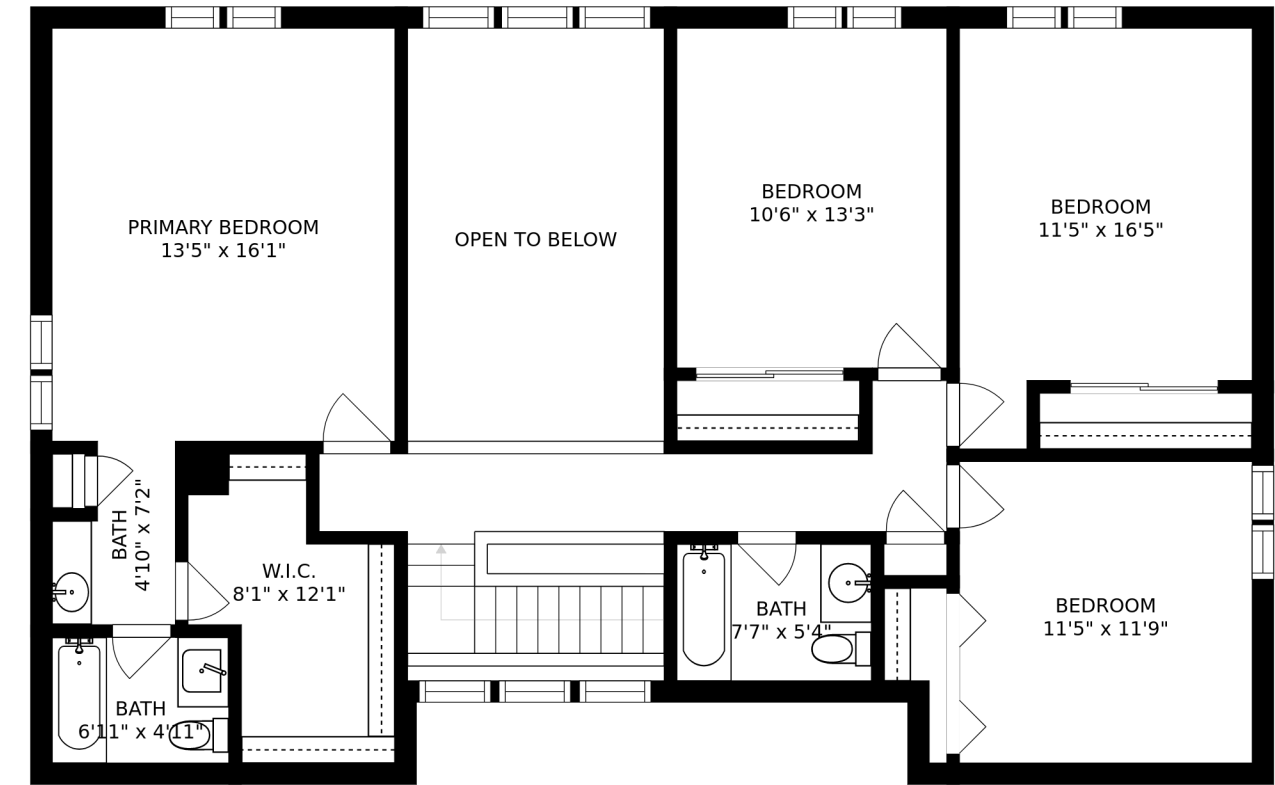 PRIMARY BEDROOM
13'5" x 16'1"
OPEN TO BELOW
BEDROOM
10'6" x 13'3"
BEDROOM
11'5" x 16'5"
BATH
4'10" x 7'2"
W.I.C.
8'1" x 12'1"
BATH
6'11" x 4'11"
BATH
7'7" x 5'4"
BEDROOM
11'5" x 11'9"